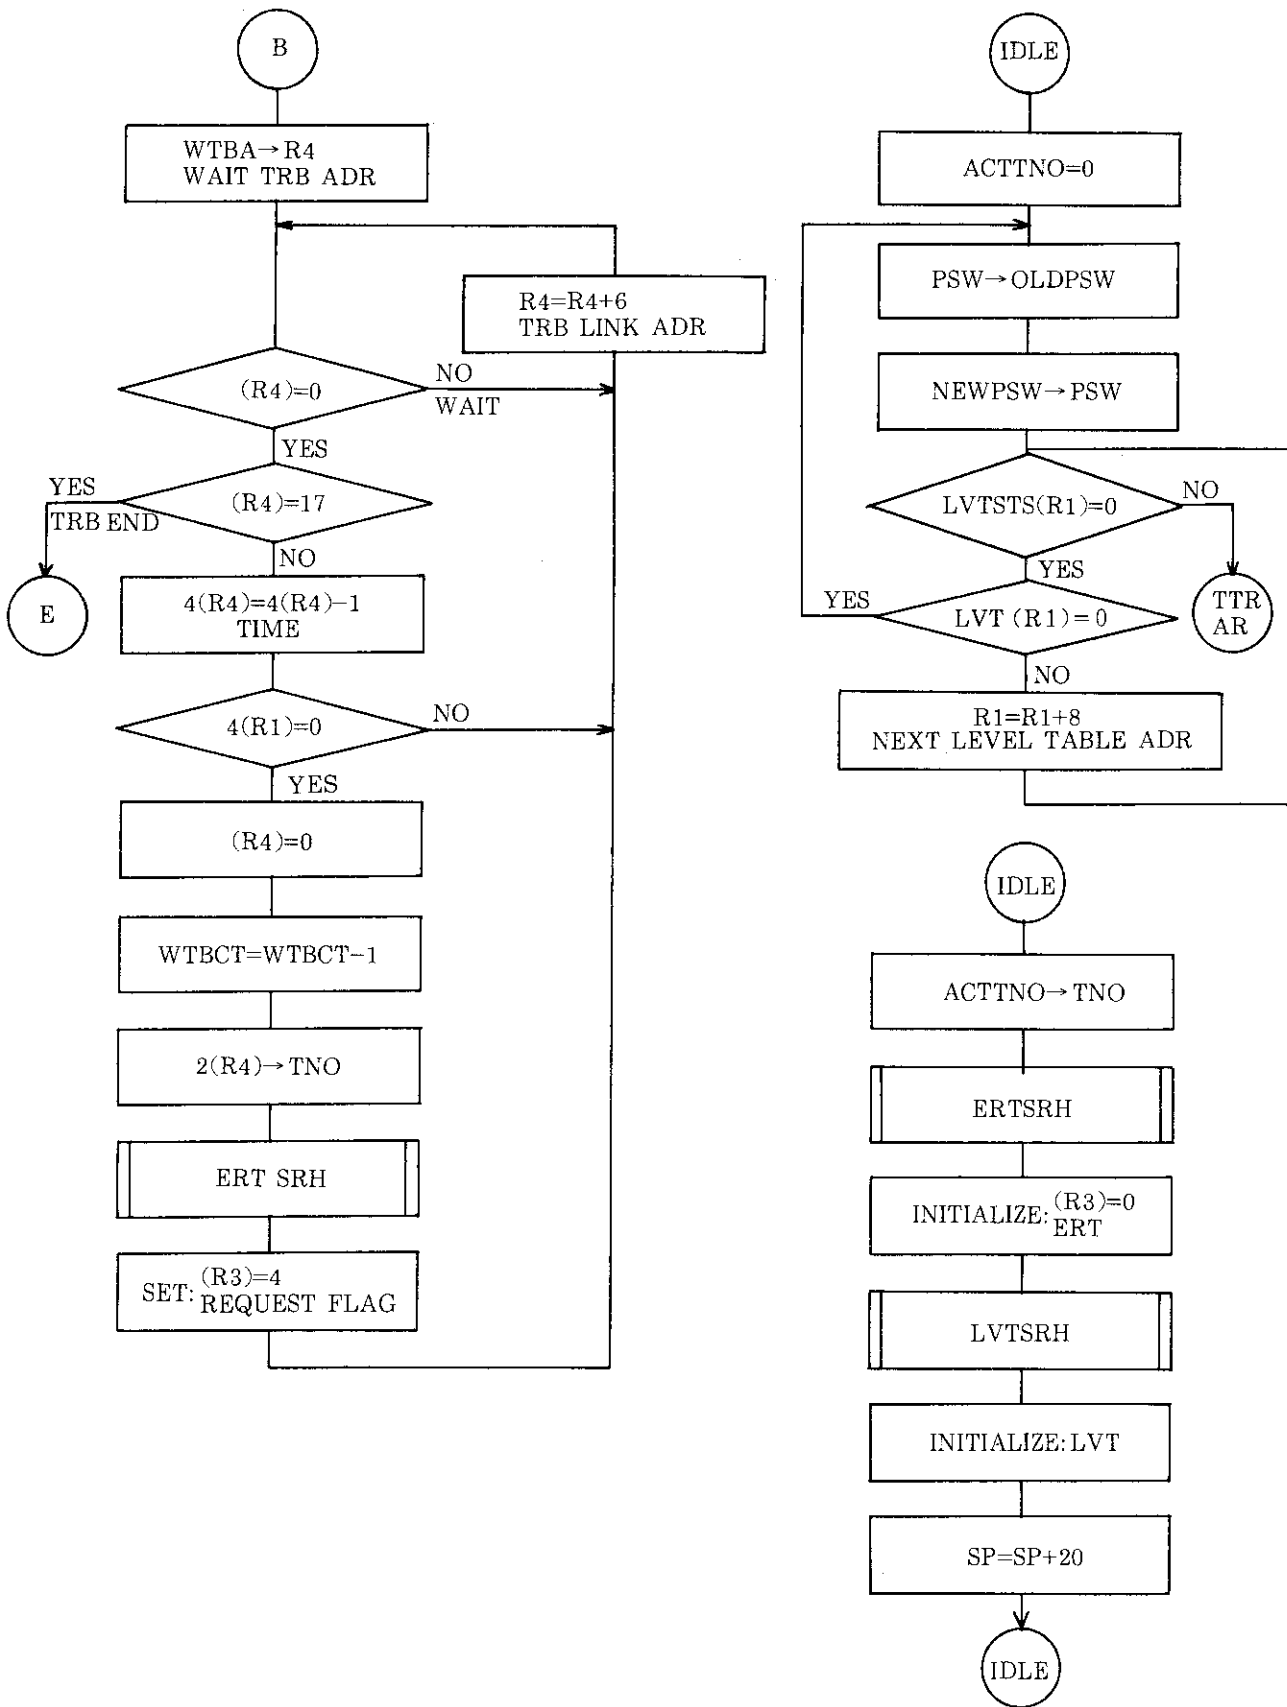 B
WTBA→R4
WAIT TRB ADR
R4=R4+6
TRB LINK ADR
(R4)=0
NO
WAIT
YES
(R4)=17
YES
TRB END
NO
E
4(R4)=4(R4)-1
TIME
4(R1)=0
NO
YES
(R4)=0
WTBCT=WTBCT-1
2(R4)→TNO
ERT SRH
SET: (R3)=4
REQUEST FLAG
IDLE
ACTTNO=0
PSW→OLDPSW
NEWPSW→PSW
LVTSTS(R1)=0
NO
YES
TTR
AR
LVT (R1)=0
YES
NO
R1=R1+8
NEXT LEVEL TABLE ADR
IDLE
ACTTNO→TNO
ERTSRH
INITIALIZE: (R3)=0
ERT
LVTSRH
INITIALIZE: LVT
SP=SP+20
IDLE